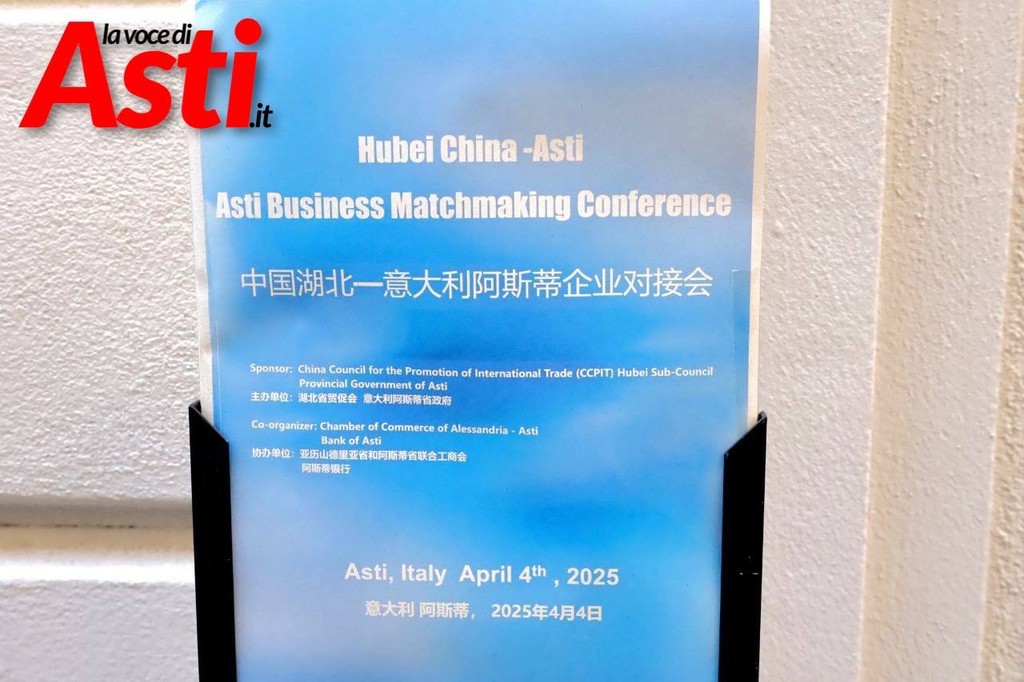 la voce di
Asti.it
Hubei China -Asti
Asti Business Matchmaking Conference
中国湖北一意大利阿斯蒂企业对接会
Sponsor: China Council for the Promotion of International Trade (CCPIT) Hubei Sub-Council
Provincial Government of Asti
主办单位：湖北省贸促会 意大利阿斯蒂省政府
Co-organizer: Chamber of Commerce of Alessandria - Asti
Bank of Asti
协办单位：亚历山德里亚省和阿斯蒂省联合工商会
阿斯蒂银行
Asti, Italy April 4th , 2025
意大利 阿斯蒂， 2025年4月4日